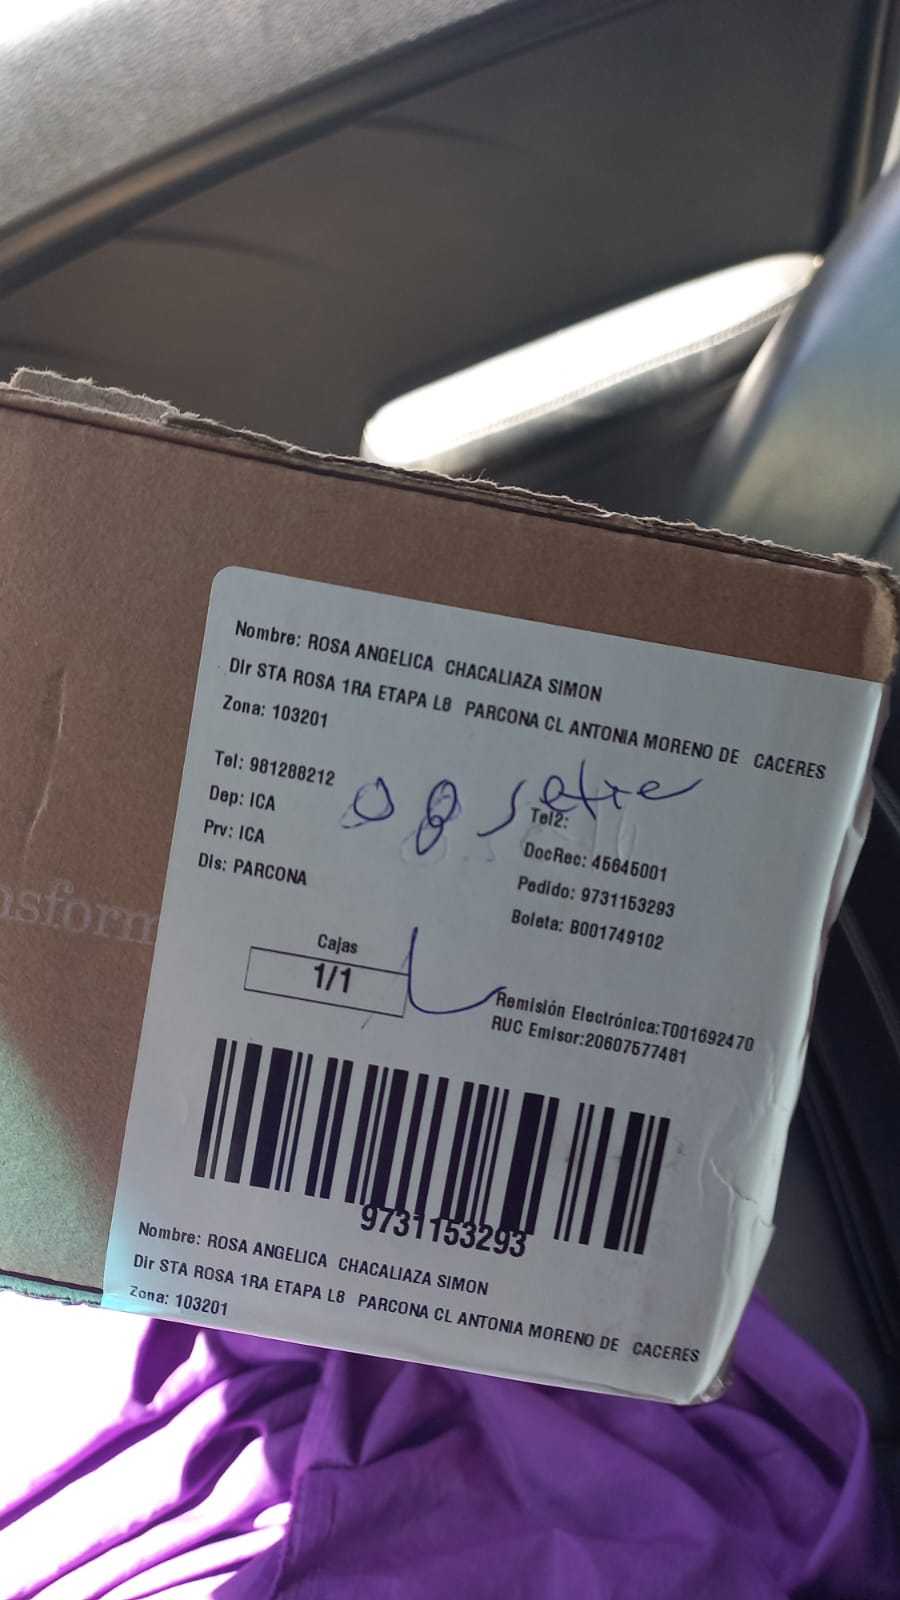 Nombre: ROSA ANGELICA CHACALIAZA SIMON
Dir STA ROSA 1RA ETAPA L8 PARCONA CL ANTONIA MORENO DE CACERES
Zona: 103201
Tel: 981288212
Dep: ICA
Prv: ICA
Dis: PARCONA
08 setie
Tel2:
DocRec: 45645001
Pedido: 9731153293
Boleta: B001749102
Cajas
1/1
Remisión Electrónica:T001692470
RUC Emisor:20607577481
nsform
9731153293
Nombre: ROSA ANGELICA CHACALIAZA SIMON
Dir STA ROSA 1RA ETAPA L8 PARCONA CL ANTONIA MORENO DE CACERES
Zona: 103201